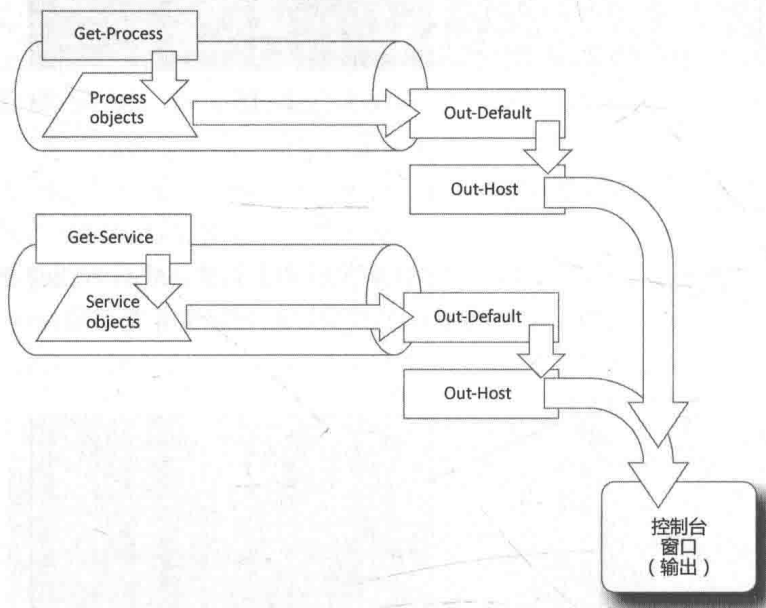 Get-Process
Process
objects
Out-Default
Out-Host
Get-Service
Service
objects
Out-Default
Out-Host
控制台
窗口
（输出）